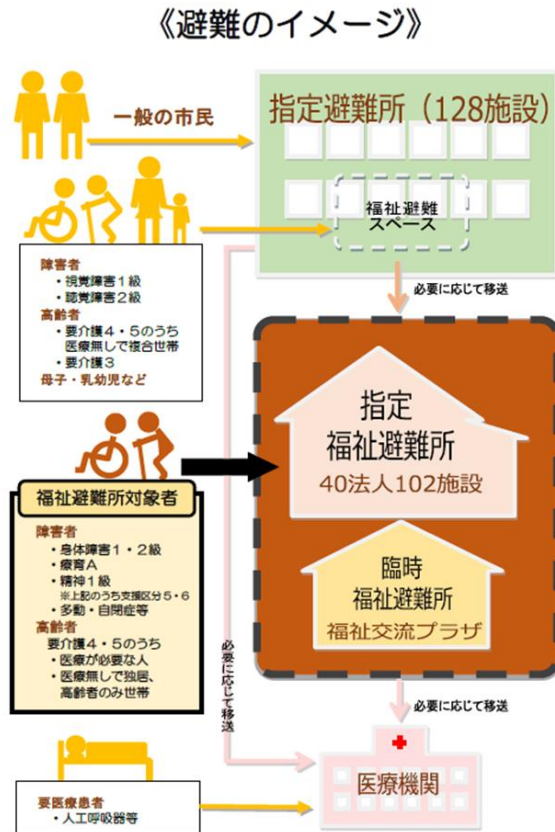 《避難のイメージ》
一般の市民
指定避難所（128施設）
福祉避難
スペース
障害者
・視覚障害1級
・聴覚障害2級
高齢者
・要介護4・5のうち
医療無しで複合世帯
・要介護3
母子・乳幼児など
必要に応じて移送
指定
福祉避難所
40法人102施設
福祉避難所対象者
障害者
・身体障害1・2級
・療育A
・精神1級
※上記のうち支援区分5・6
・多動・自閉症等
高齢者
要介護4・5のうち
・医療が必要な人
・医療無しで独居、
高齢者のみ世帯
臨時
福祉避難所
福祉交流プラザ
必要に応じて移送
必要に応じて移送
医療機関
要医療患者
・人工呼吸器等